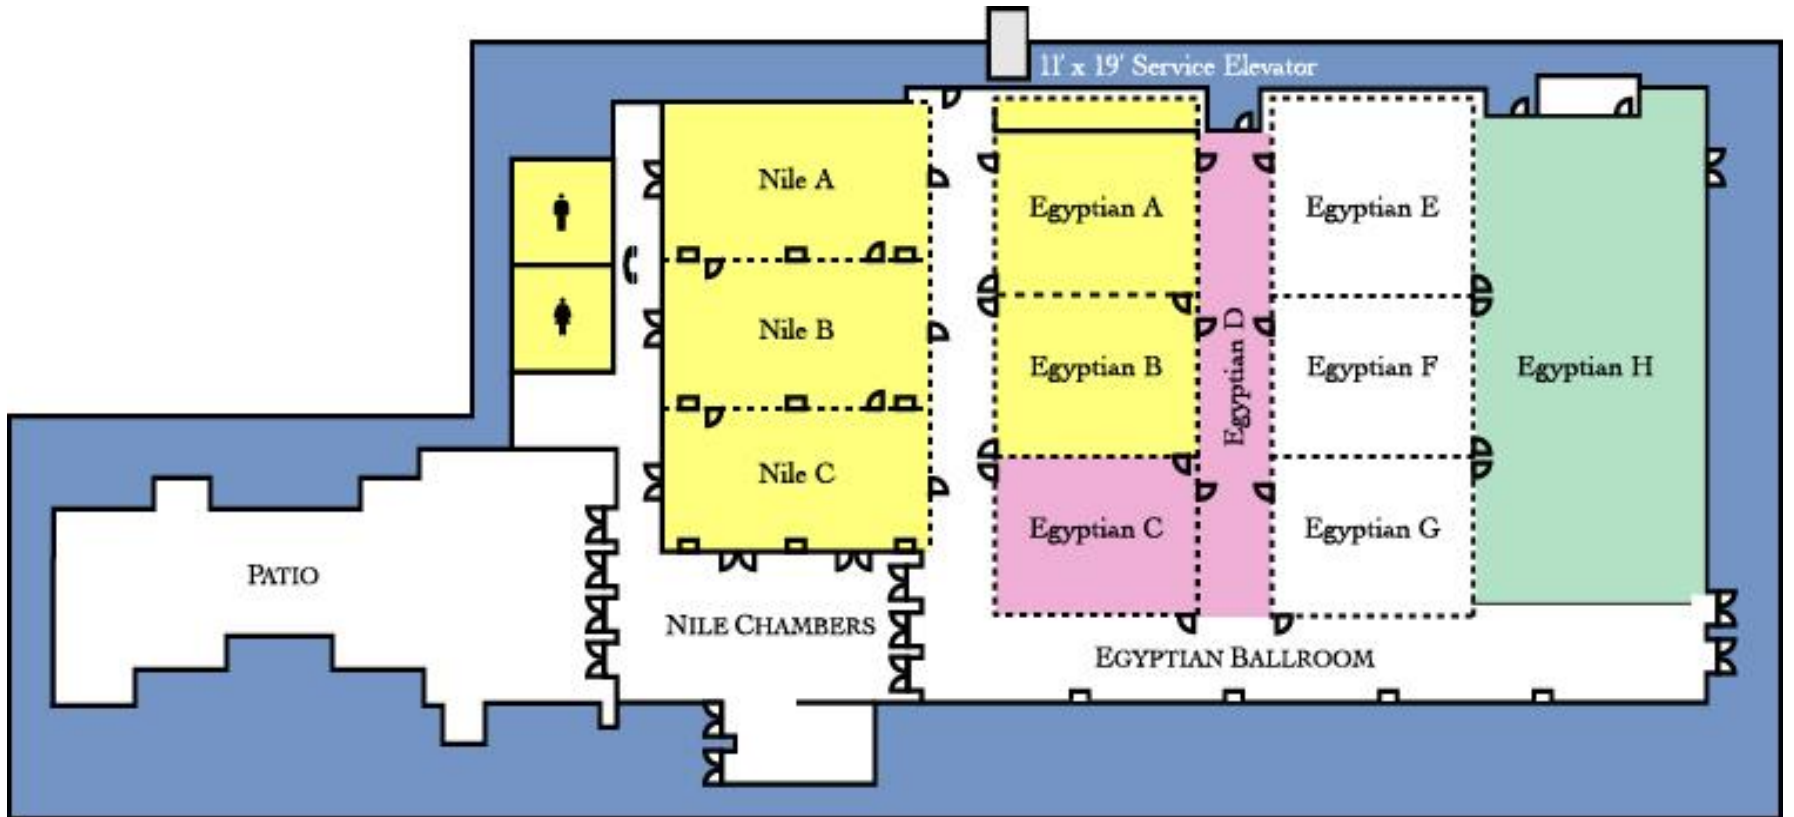 11' x 19' Service Elevator
Nile A
Nile B
Nile C
Egyptian A
Egyptian B
Egyptian C
Egyptian D
Egyptian E
Egyptian F
Egyptian G
Egyptian H
PATIO
NILE CHAMBERS
EGYPTIAN BALLROOM